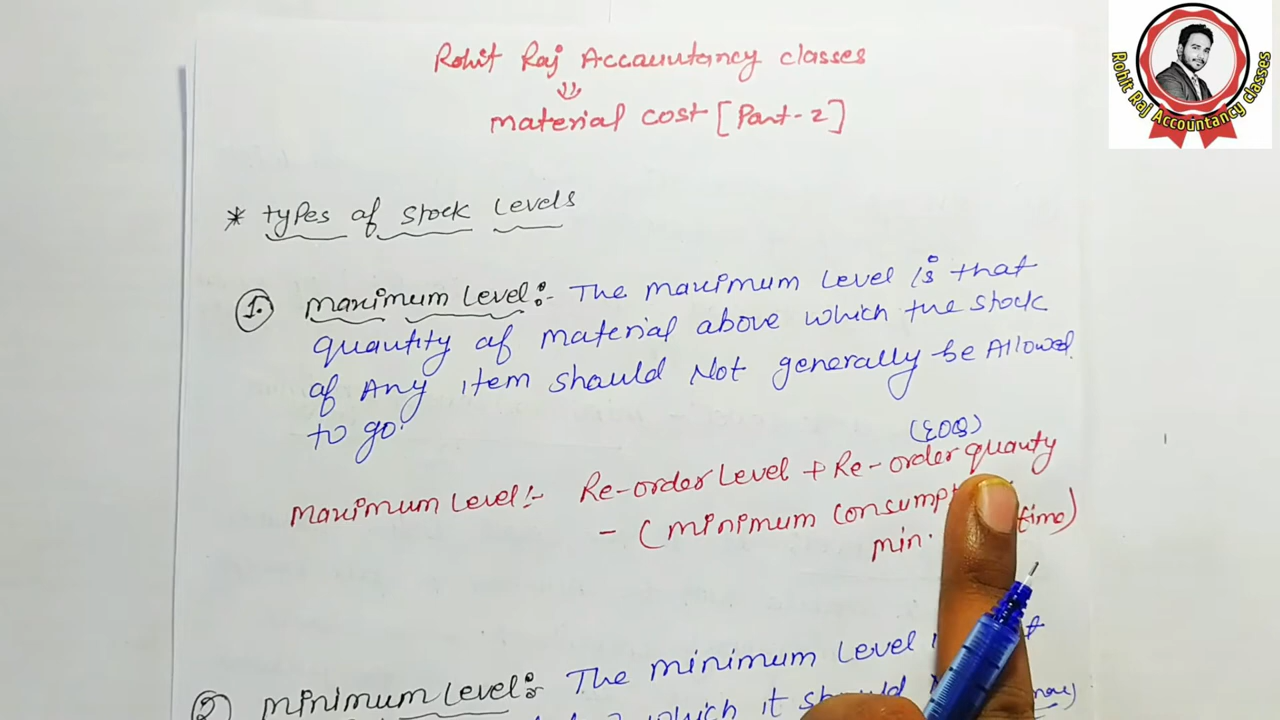 Rohit Raj Accountancy classes
material cost [Part-2]
Rohit Raj Accountancy classes
* types of stock Levels
1. maximum Level:- The maximum Level is that
quantity of material above which the stock
of Any item should Not generally be Allowed
to go.
(EOQ)
maximum Level:- Re-order Level + Re-order quanty
- (minimum consump time)
min.
2) minimum Level:- The minimum Level
which it